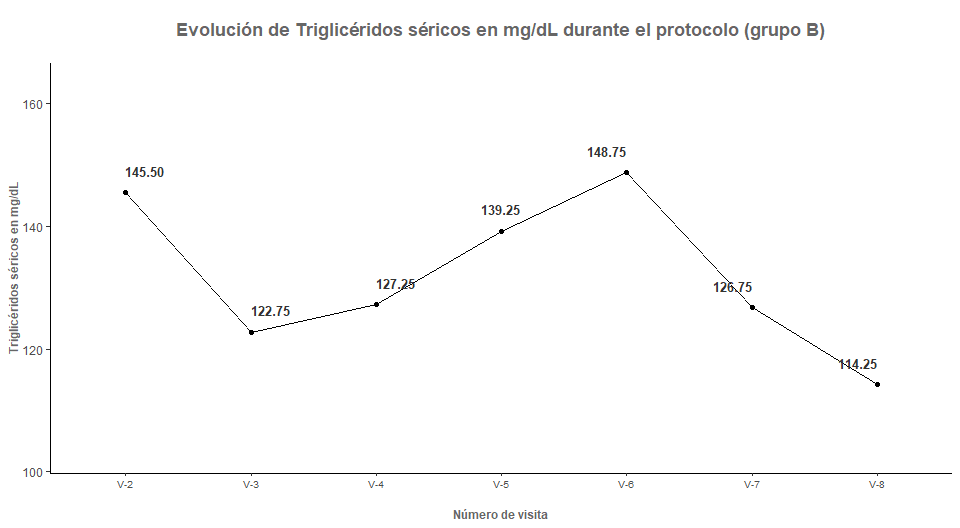 Evolución de Triglicéridos séricos en mg/dL durante el protocolo (grupo B)
Triglicéridos séricos en mg/dL
160
140
120
100
145.50
122.75
127.25
139.25
148.75
126.75
114.25
V-2 V-3 V-4 V-5 V-6 V-7 V-8
Número de visita